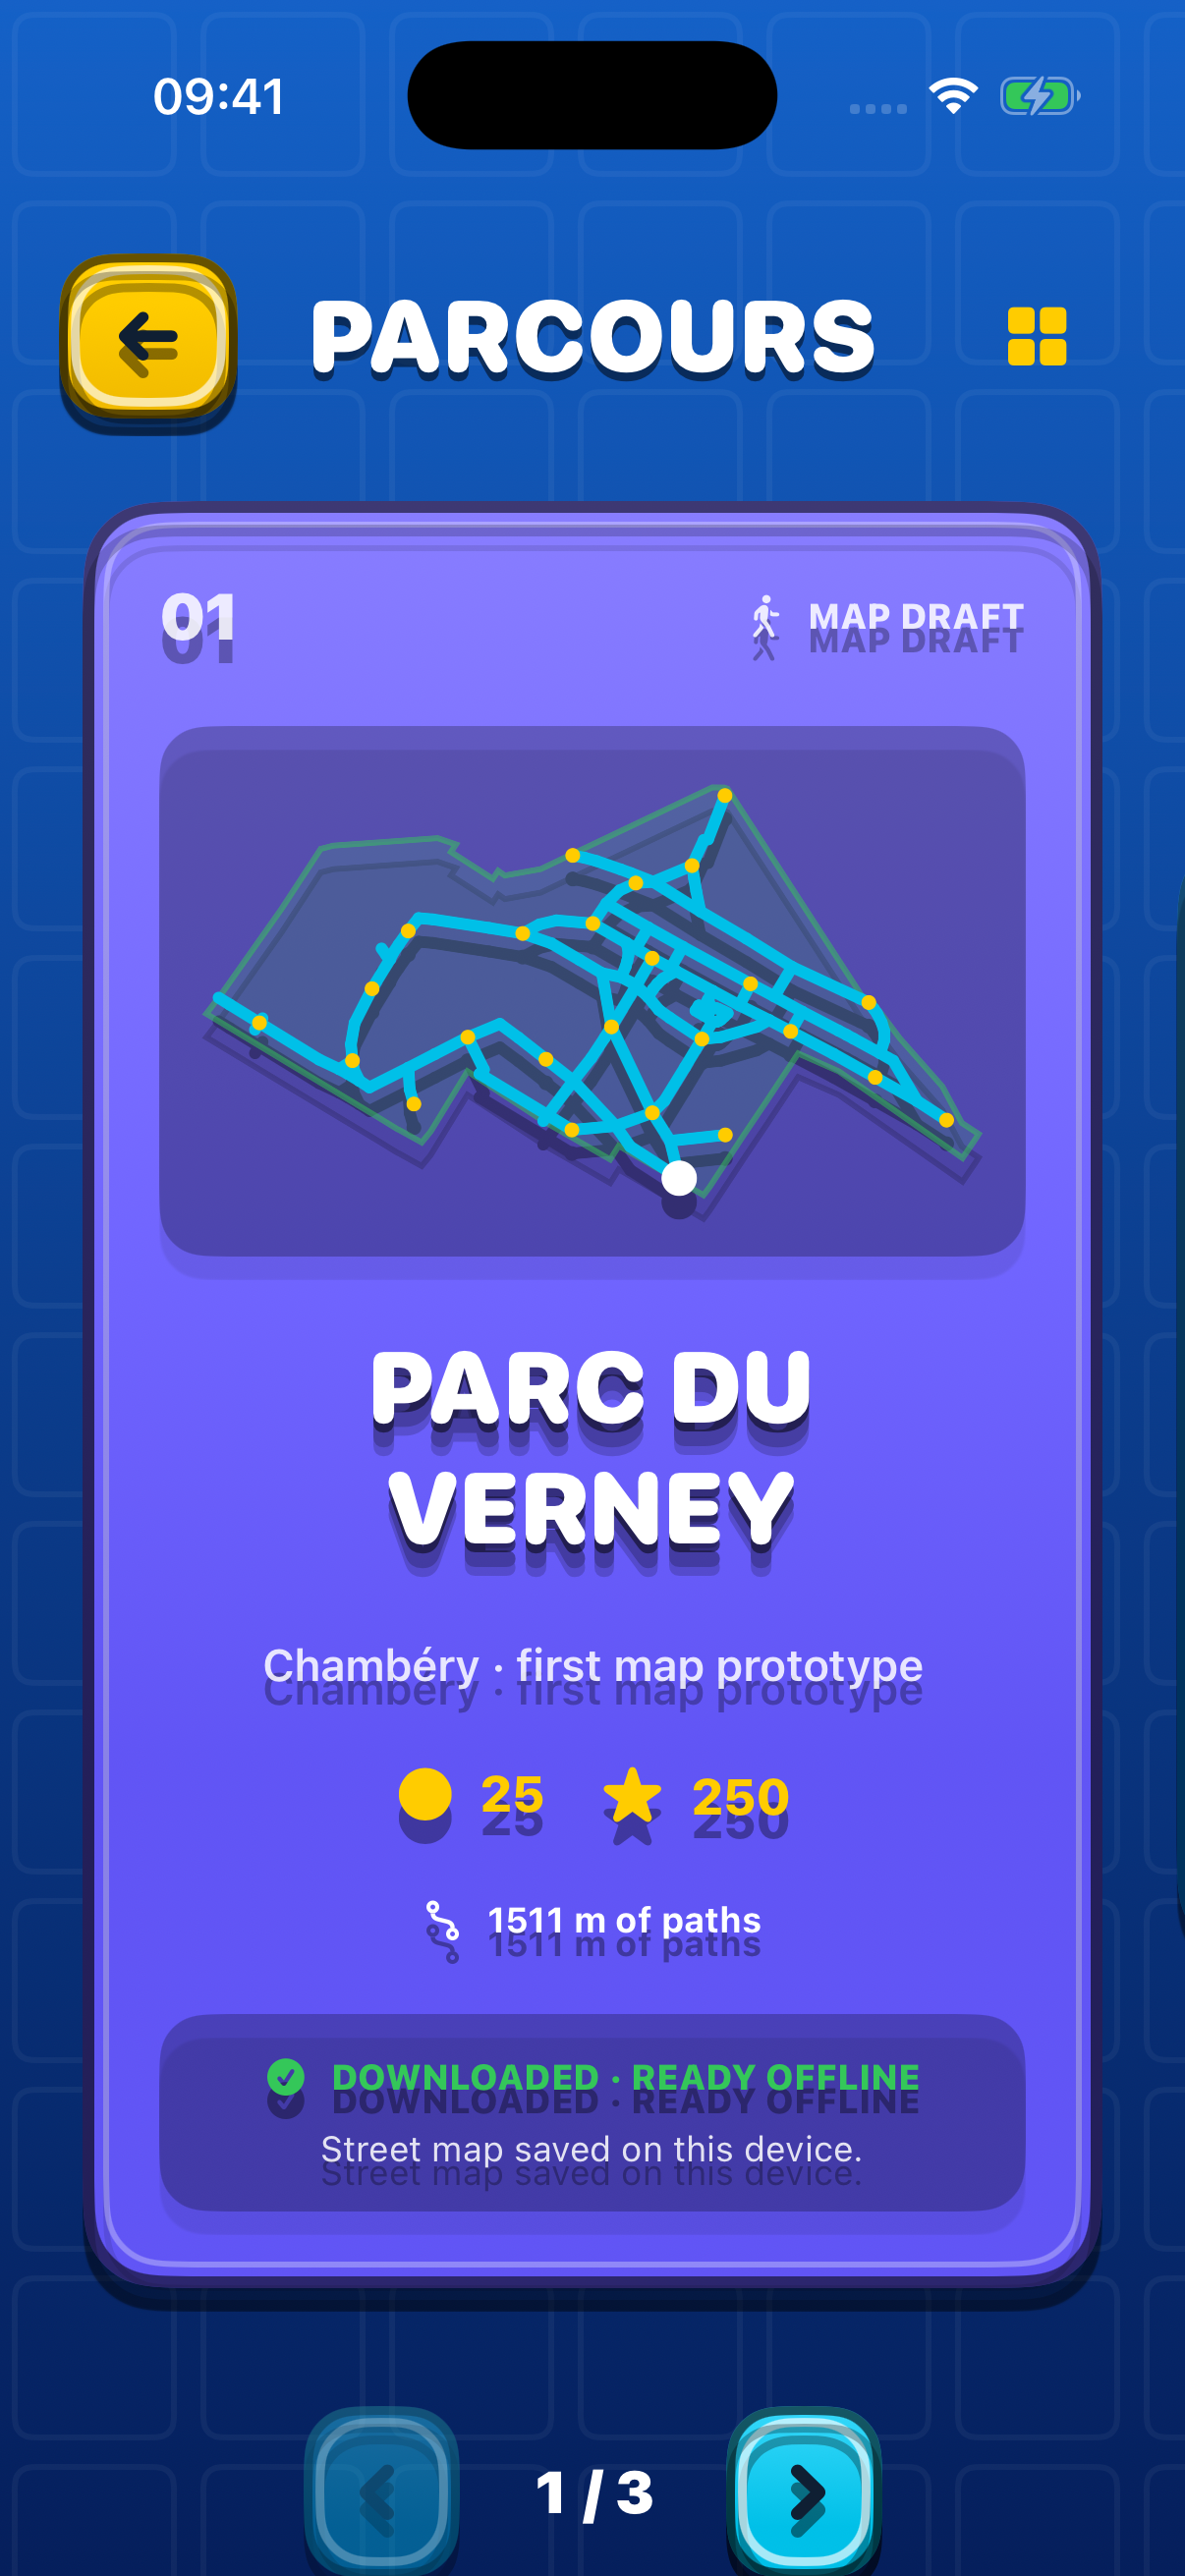 09:41
PARCOURS
01
MAP DRAFT
PARC DU
VERNEY
Chambéry · first map prototype
25
250
1511 m of paths
DOWNLOADED · READY OFFLINE
Street map saved on this device.
1 / 3